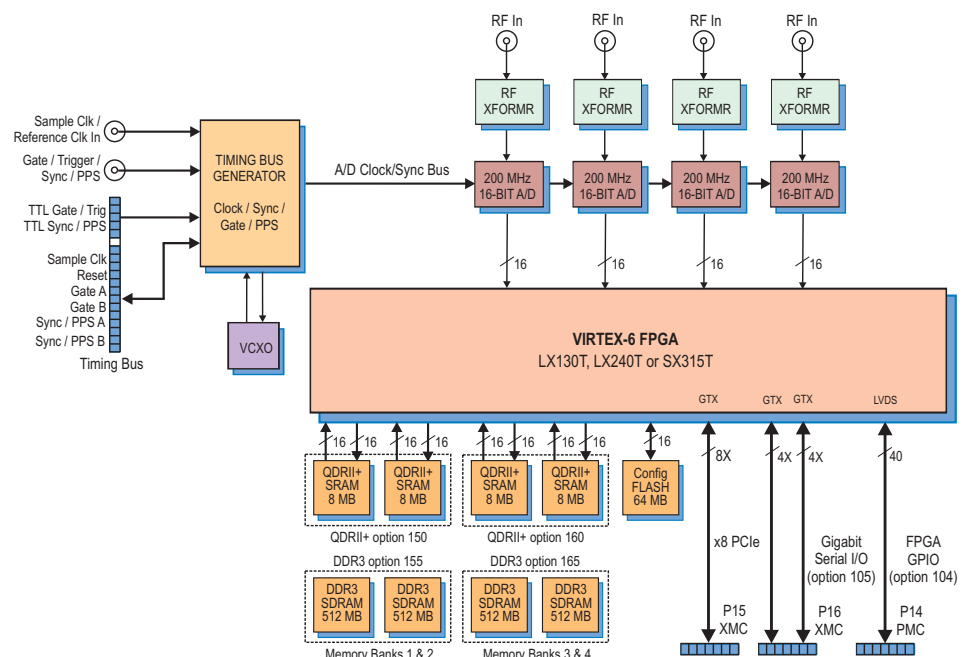 RF In
RF In
RF In
RF In
RF
XFORMR
RF
XFORMR
RF
XFORMR
RF
XFORMR
Sample Clk /
Reference Clk In
Gate / Trigger /
Sync / PPS
TTL Gate / Trig
TTL Sync / PPS
Sample Clk
Reset
Gate A
Gate B
Sync / PPS A
Sync / PPS B
Timing Bus
TIMING BUS
GENERATOR
Clock / Sync /
Gate / PPS
VCXO
A/D Clock/Sync Bus
200 MHz
16-BIT A/D
200 MHz
16-BIT A/D
200 MHz
16-BIT A/D
200 MHz
16-BIT A/D
16
16
16
16
VIRTEX-6 FPGA
LX130T, LX240T or SX315T
GTX
GTX
GTX
LVDS
16
16
16
16
16
16
16
16
16
8X
4X
4X
40
QDRII+
SRAM
8 MB
QDRII+
SRAM
8 MB
QDRII+
SRAM
8 MB
QDRII+
SRAM
8 MB
Config
FLASH
64 MB
QDRII+ option 150
QDRII+ option 160
DDR3 option 155
DDR3 option 165
DDR3
SDRAM
512 MB
DDR3
SDRAM
512 MB
DDR3
SDRAM
512 MB
DDR3
SDRAM
512 MB
Memory Banks 1 & 2
Memory Banks 3 & 4
x8 PCIe
Gigabit
Serial I/O
(option 105)
FPGA
GPIO
(option 104)
P15
XMC
P16
XMC
P14
PMC